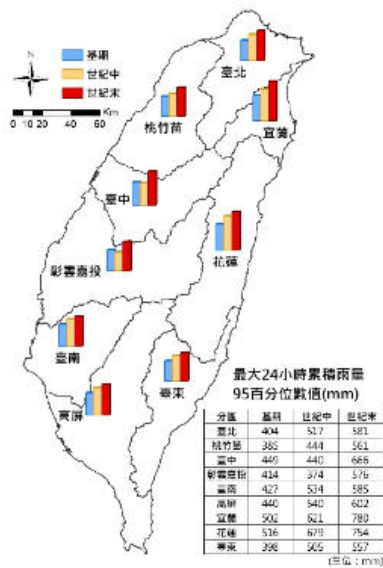 N
基期
世紀中
世紀末
0 10 20 40 60 Km
臺北
桃竹苗
宜蘭
臺中
彰雲嘉投
花蓮
臺南
臺東
高屏
最大24小時累積雨量
95百分位數值(mm)
分區 基期 世紀中 世紀末
臺北 404 517 581
桃竹苗 385 444 561
臺中 449 440 666
彰雲嘉投 414 374 576
臺南 427 534 585
高屏 440 540 602
宜蘭 502 621 780
花蓮 516 679 754
臺東 398 505 557
(單位：mm)